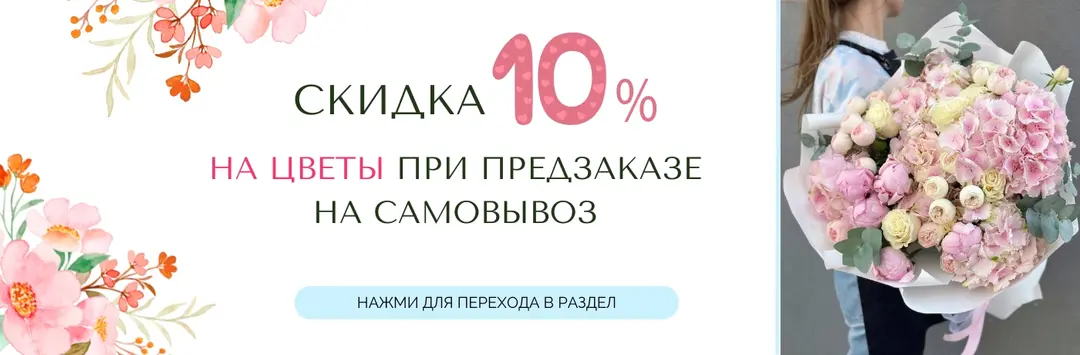 СКИДКА 10%
НА ЦВЕТЫ ПРИ ПРЕДЗАКАЗЕ
НА САМОВЫВОЗ
НАЖМИ ДЛЯ ПЕРЕХОДА В РАЗДЕЛ